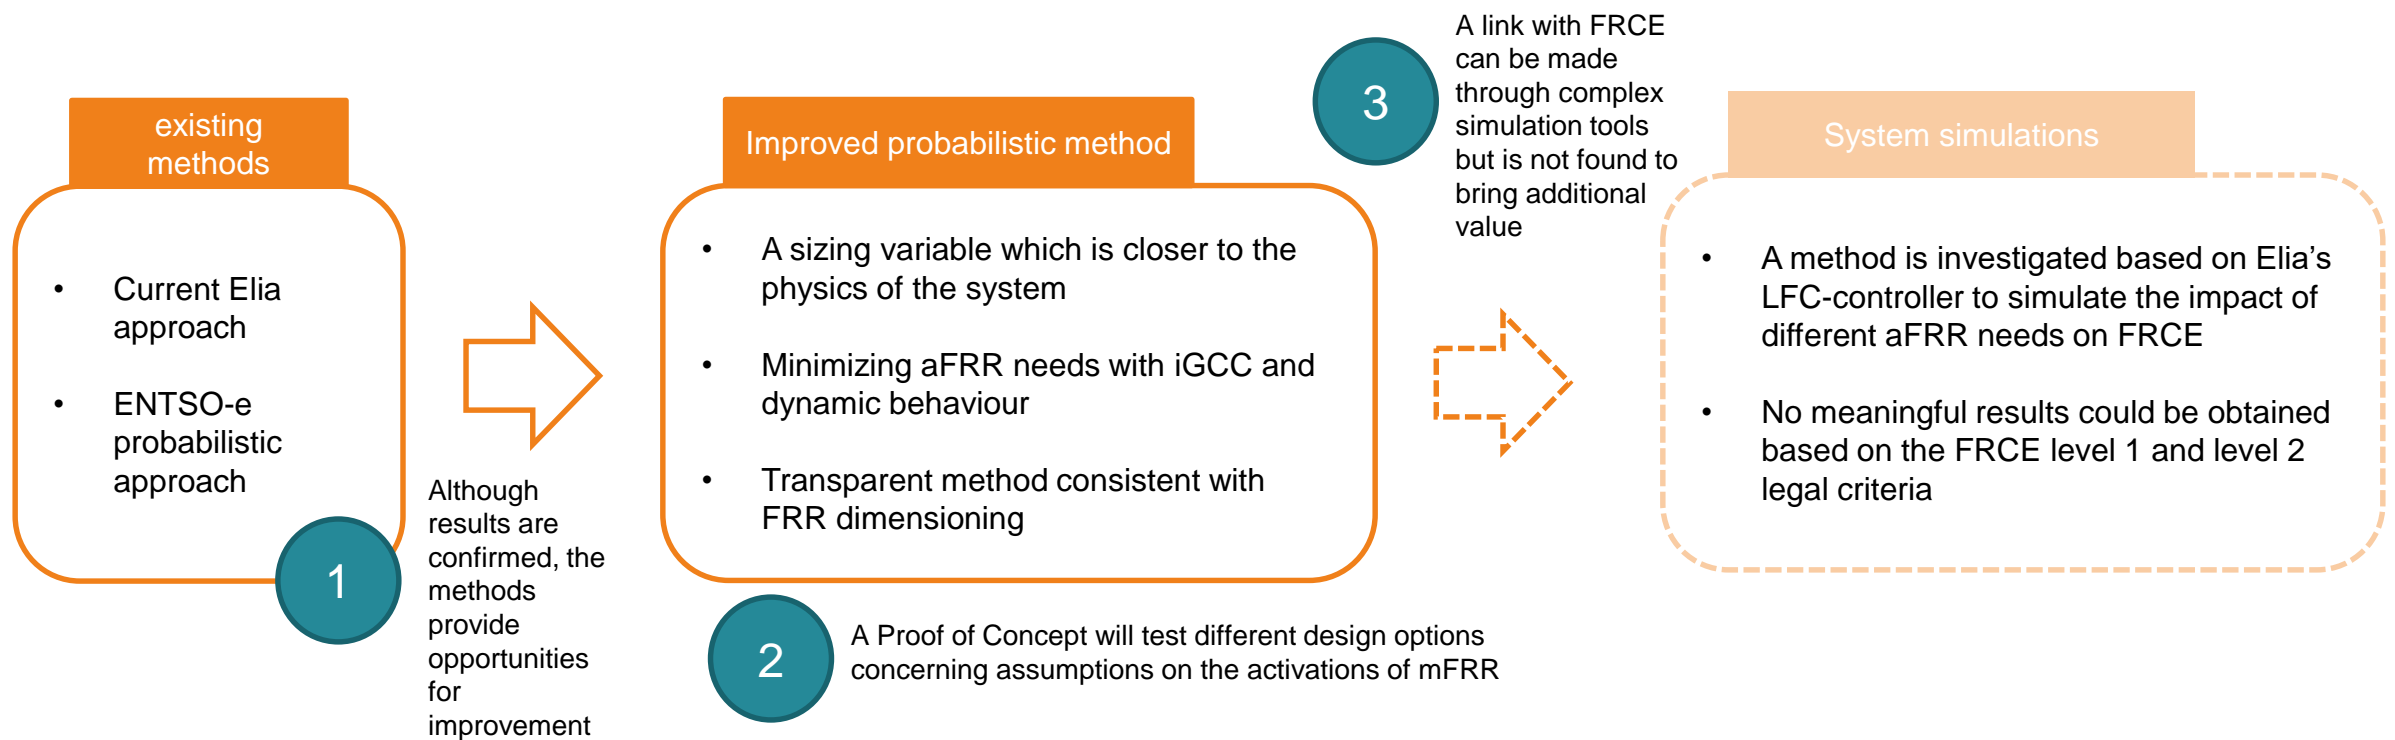 existing
methods
• Current Elia
approach
• ENTSO-e
probabilistic
approach
1
Although
results are
confirmed, the
methods
provide
opportunities
for
improvement
Improved probabilistic method
• A sizing variable which is closer to the
physics of the system
• Minimizing aFRR needs with iGCC and
dynamic behaviour
• Transparent method consistent with
FRR dimensioning
2
A Proof of Concept will test different design options
concerning assumptions on the activations of mFRR
3
A link with FRCE
can be made
through complex
simulation tools
but is not found to
bring additional
value
System simulations
• A method is investigated based on Elia’s
LFC-controller to simulate the impact of
different aFRR needs on FRCE
• No meaningful results could be obtained
based on the FRCE level 1 and level 2
legal criteria